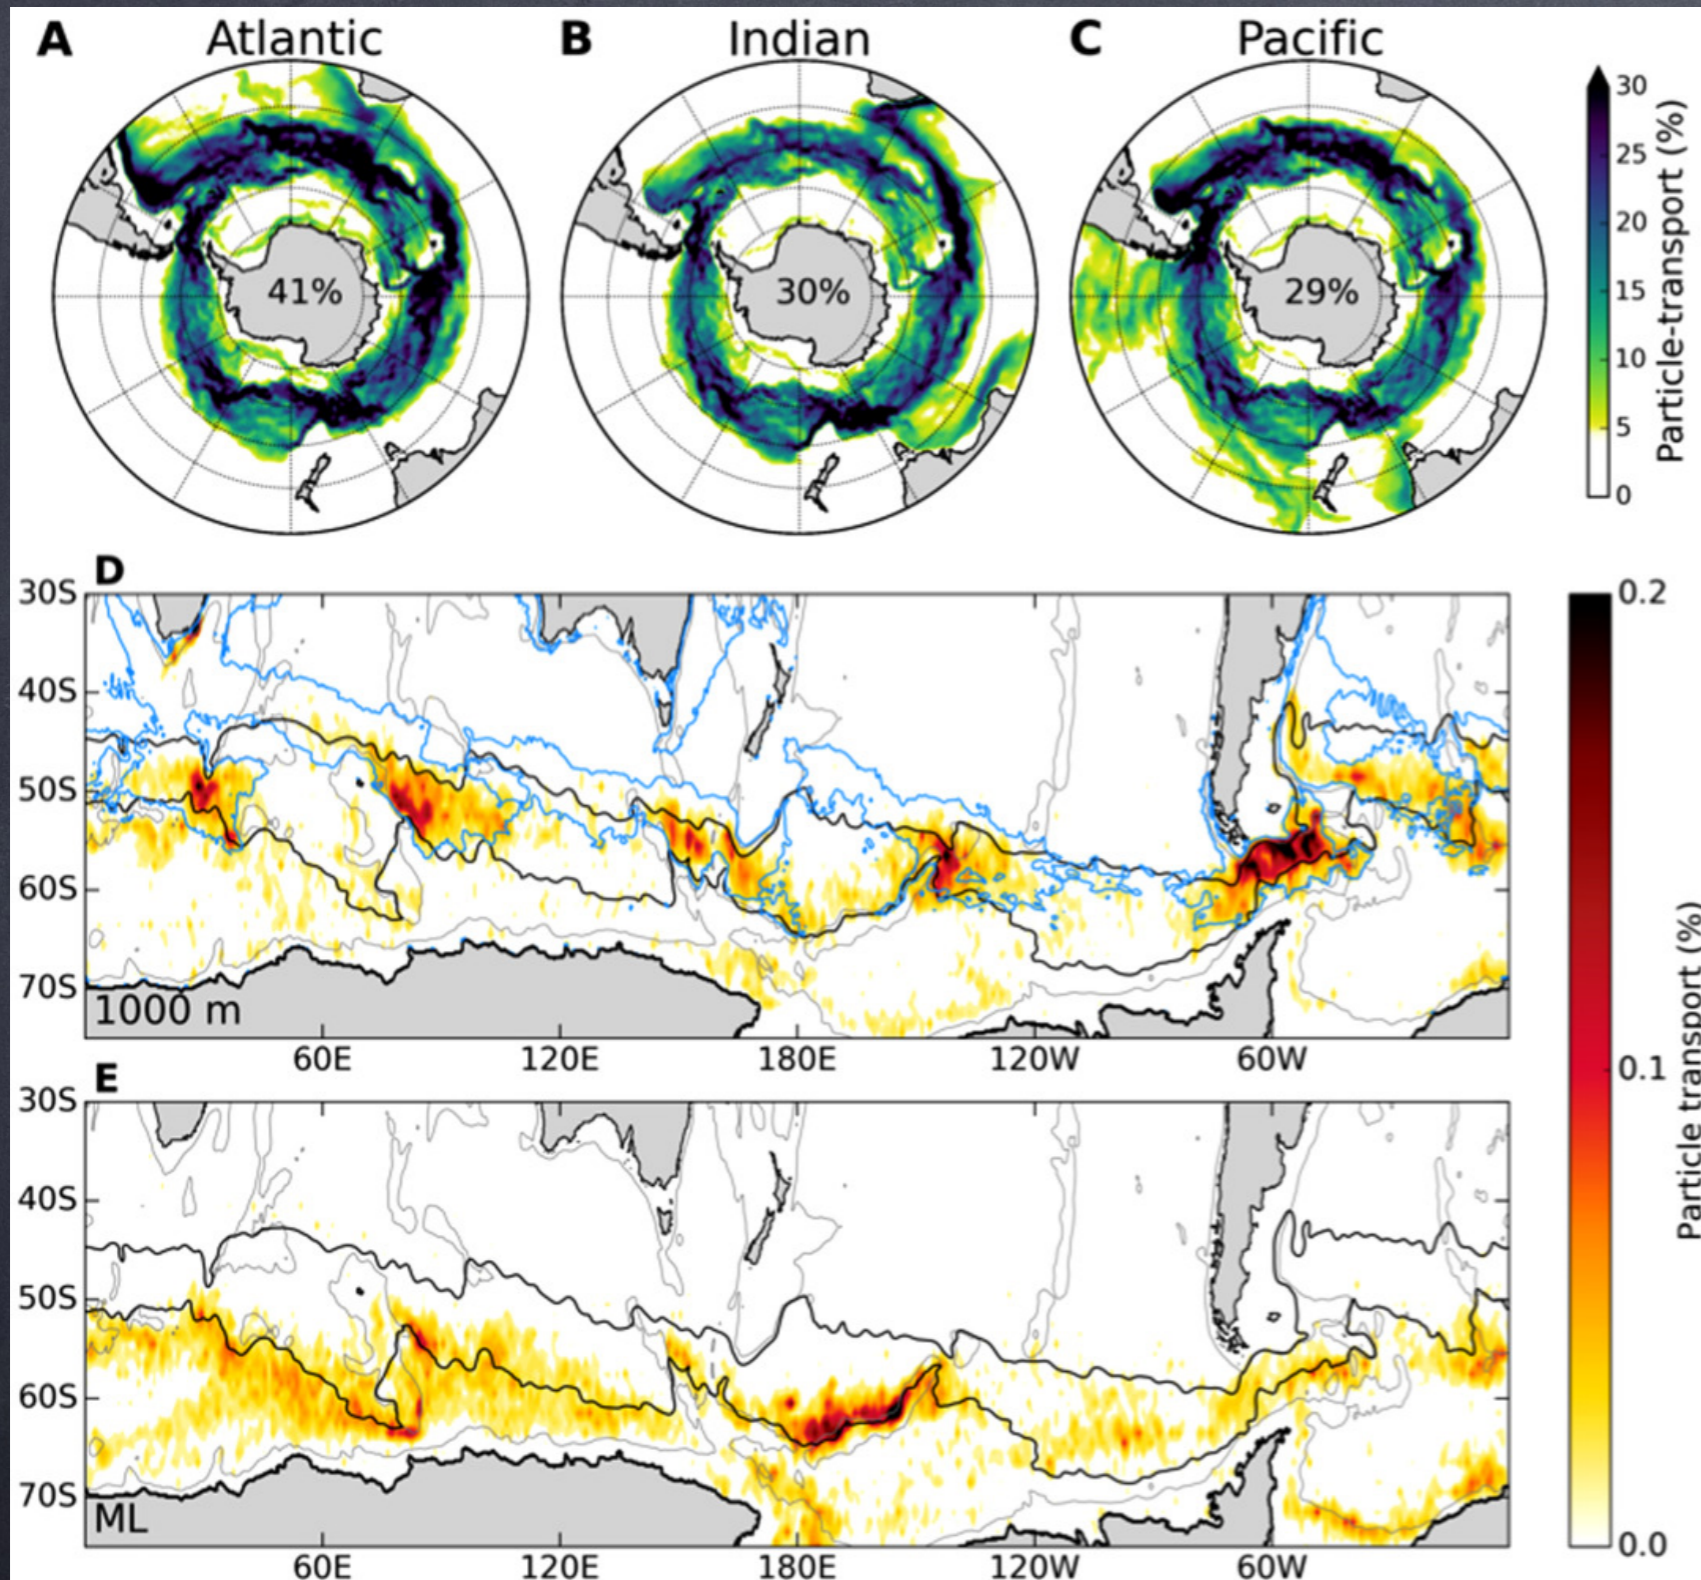 A Atlantic
B Indian
C Pacific
41%
30%
29%
30
25
20
15
10
5
0
Particle-transport (%)
D
30S
40S
50S
60S
70S
1000 m
60E 120E 180E 120W 60W
E
30S
40S
50S
60S
70S
ML
60E 120E 180E 120W 60W
0.2
0.1
0.0
Particle transport (%)